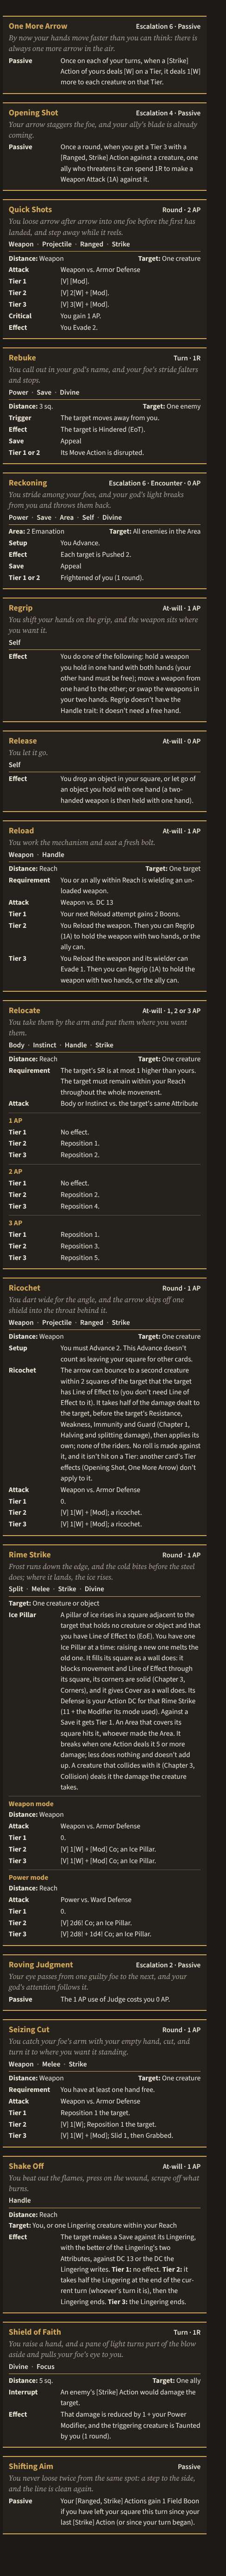 One More Arrow Escalation 6 · Passive
By now your hands move faster than you can think: there is
always one more arrow in the air.
Passive Once on each of your turns, when a [Strike]
Action of yours deals [W] on a Tier, it deals 1[W]
more to each creature on that Tier.
Opening Shot Escalation 4 · Passive
Your arrow staggers the foe, and your ally's blade is already
coming.
Passive Once a round, when you get a Tier 3 with a
[Ranged, Strike] Action against a creature, one
ally who threatens it can spend 1R to make a
Weapon Attack (1A) against it.
Quick Shots Round · 2 AP
You loose arrow after arrow into one foe before the first has
landed, and step away while it reels.
Weapon · Projectile · Ranged · Strike
Distance: Weapon Target: One creature
Attack Weapon vs. Armor Defense
Tier 1 [V] [Mod].
Tier 2 [V] 2[W] + [Mod].
Tier 3 [V] 3[W] + [Mod].
Critical You gain 1 AP.
Effect You Evade 2.
Rebuke Turn · 1R
You call out in your god's name, and your foe's stride falters
and stops.
Power · Save · Divine
Distance: 3 sq. Target: One enemy
Trigger The target moves away from you.
Effect The target is Hindered (EoT).
Save Appeal
Tier 1 or 2 Its Move Action is disrupted.
Reckoning Escalation 6 · Encounter · 0 AP
You stride among your foes, and your god's light breaks
from you and throws them back.
Power · Save · Area · Self · Divine
Area: 2 Emanation Target: All enemies in the Area
Setup You Advance.
Effect Each target is Pushed 2.
Save Appeal
Tier 1 or 2 Frightened of you (1 round).
Regrip At-will · 1 AP
You shift your hands on the grip, and the weapon sits where
you want it.
Self
Effect You do one of the following: hold a weapon
you hold in one hand with both hands (your
other hand must be free); move a weapon from
one hand to the other; or swap the weapons in
your two hands. Regrip doesn't have the
Handle trait: it doesn't need a free hand.
Release At-will · 0 AP
You let it go.
Self
Effect You drop an object in your square, or let go of
an object you hold with one hand (a two-
handed weapon is then held with one hand).
Reload At-will · 1 AP
You work the mechanism and seat a fresh bolt.
Weapon · Handle
Distance: Reach Target: One target
Requirement You or an ally within Reach is wielding an un-
loaded weapon.
Attack Weapon vs. DC 13
Tier 1 Your next Reload attempt gains 2 Boons.
Tier 2 You Reload the weapon. Then you can Regrip
(1A) to hold the weapon with two hands, or the
ally can.
Tier 3 You Reload the weapon and its wielder can
Evade 1. Then you can Regrip (1A) to hold the
weapon with two hands, or the ally can.
Relocate At-will · 1, 2 or 3 AP
You take them by the arm and put them where you want
them.
Body · Instinct · Handle · Strike
Distance: Reach Target: One creature
Requirement The target's SR is at most 1 higher than yours.
The target must remain within your Reach
throughout the whole movement.
Attack Body or Instinct vs. the target's same Attribute
1 AP
Tier 1 No effect.
Tier 2 Reposition 1.
Tier 3 Reposition 2.
2 AP
Tier 1 No effect.
Tier 2 Reposition 2.
Tier 3 Reposition 4.
3 AP
Tier 1 Reposition 1.
Tier 2 Reposition 3.
Tier 3 Reposition 5.
Ricochet Round · 1 AP
You dart wide for the angle, and the arrow skips off one
shield into the throat behind it.
Weapon · Projectile · Ranged · Strike
Distance: Weapon Target: One creature
Setup You must Advance 2. This Advance doesn't
count as leaving your square for other cards.
Ricochet The arrow can bounce to a second creature
within 2 squares of the target that the target
has Line of Effect to (you don't need Line of
Effect to it). It takes half of the damage dealt to
the target, before the target's Resistance,
Weakness, Immunity and Guard (Chapter 1,
Halving and splitting damage), then applies its
own; none of the riders. No roll is made against
it, and it isn't hit on a Tier: another card's Tier
effects (Opening Shot, One More Arrow) don't
apply to it.
Attack Weapon vs. Armor Defense
Tier 1 0.
Tier 2 [V] 1[W] + [Mod]; a ricochet.
Tier 3 [V] 1[W] + [Mod]; a ricochet.
Rime Strike Round · 1 AP
Frost runs down the edge, and the cold bites before the steel
does; where it lands, the ice rises.
Split · Melee · Strike · Divine
Target: One creature or object
Ice Pillar A pillar of ice rises in a square adjacent to the
target that holds no creature or object and that
you have Line of Effect to (EoE). You have one
Ice Pillar at a time: raising a new one melts the
old one. It fills its square as a wall does: it
blocks movement and Line of Effect through
its square, its corners are solid (Chapter 3,
Corners), and it gives Cover as a wall does. Its
Defense is your Action DC for that Rime Strike
(11 + the Modifier its mode used). Against a
Save it gets Tier 1. An Area that covers its
square hits it, whoever made the Area. It
breaks when one Action deals it 5 or more
damage; less does nothing and doesn't add
up. A creature that collides with it (Chapter 3,
Collision) deals it the damage the creature
takes.
Weapon mode
Distance: Weapon
Attack Weapon vs. Armor Defense
Tier 1 0.
Tier 2 [V] 1[W] + [Mod] Co; an Ice Pillar.
Tier 3 [V] 1[W] + [Mod] Co; an Ice Pillar.
Power mode
Distance: Reach
Attack Power vs. Ward Defense
Tier 1 0.
Tier 2 [V] 2d6! Co; an Ice Pillar.
Tier 3 [V] 2d8! + 1d4! Co; an Ice Pillar.
Roving Judgment Escalation 2 · Passive
Your eye passes from one guilty foe to the next, and your
god's attention follows it.
Passive The 1 AP use of Judge costs you 0 AP.
Seizing Cut Round · 1 AP
You catch your foe's arm with your empty hand, cut, and
turn it to where you want it standing.
Weapon · Melee · Strike
Distance: Weapon Target: One creature
Requirement You have at least one hand free.
Attack Weapon vs. Armor Defense
Tier 1 Reposition 1 the target.
Tier 2 [V] 1[W]; Reposition 1 the target.
Tier 3 [V] 1[W] + [Mod]; Slid 1, then Grabbed.
Shake Off At-will · 1 AP
You beat out the flames, press on the wound, scrape off what
burns.
Handle
Distance: Reach
Target: You, or one Lingering creature within your Reach
Effect The target makes a Save against its Lingering,
with the better of the Lingering's two
Attributes, against DC 13 or the DC the
Lingering writes. Tier 1: no effect. Tier 2: it
takes half the Lingering at the end of the cur-
rent turn (whoever's turn it is), then the
Lingering ends. Tier 3: the Lingering ends.
Shield of Faith Turn · 1R
You raise a hand, and a pane of light turns part of the blow
aside and pulls your foe's eye to you.
Divine · Focus
Distance: 5 sq. Target: One ally
Interrupt An enemy's [Strike] Action would damage the
target.
Effect That damage is reduced by 1 + your Power
Modifier, and the triggering creature is Taunted
by you (1 round).
Shifting Aim Passive
You never loose twice from the same spot: a step to the side,
and the line is clean again.
Passive Your [Ranged, Strike] Actions gain 1 Field Boon
if you have left your square this turn since your
last [Strike] Action (or since your turn began).